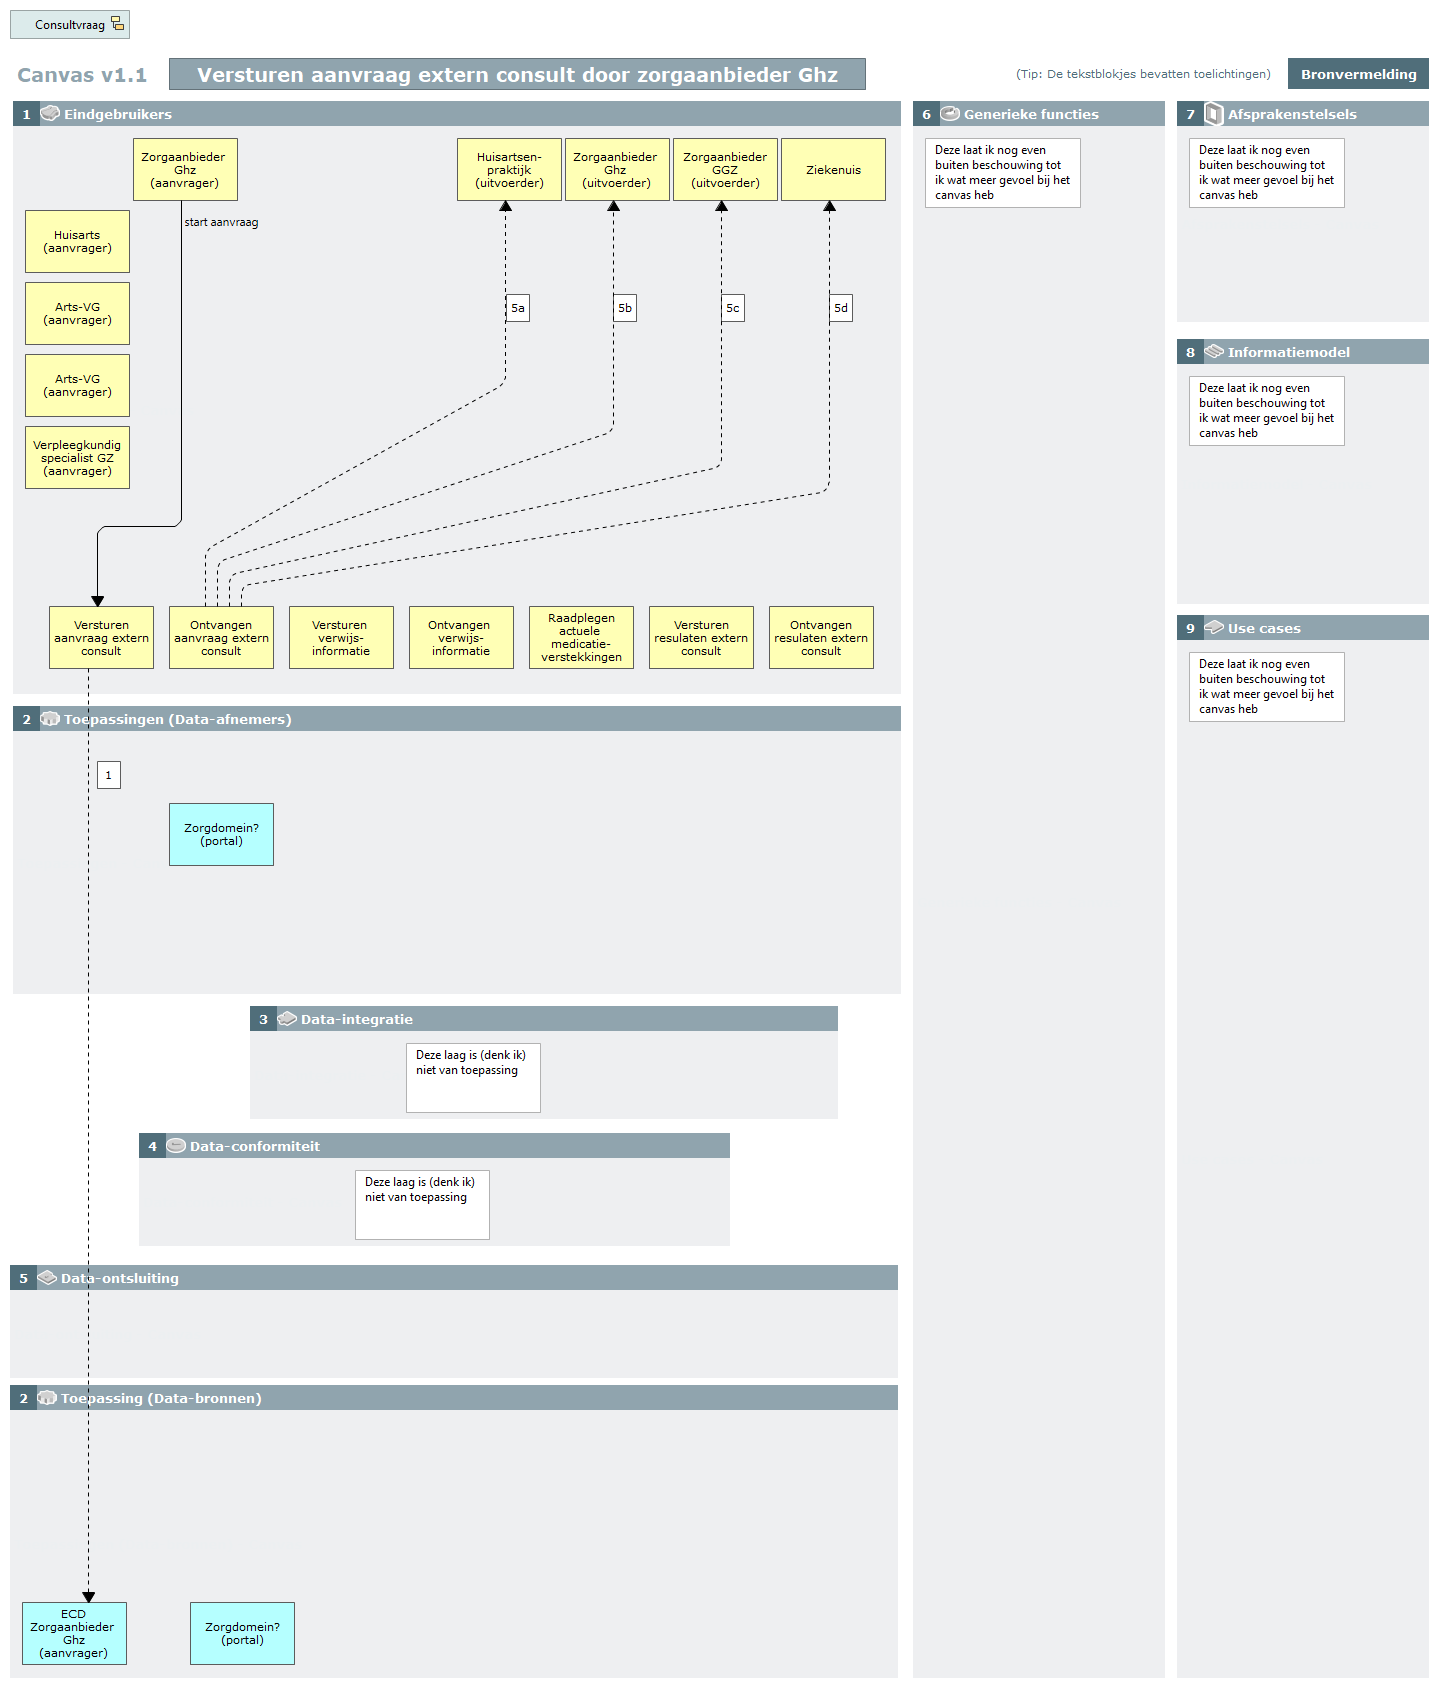 Consultvraag
Canvas v1.1
Versturen aanvraag extern consult door zorgaanbieder Ghz
(Tip: De tekstblokjes bevatten toelichtingen)
Bronvermelding
1 Eindgebruikers
Zorgaanbieder
Ghz
(aanvrager)
Huisartsen-
praktijk
(uitvoerder)
Zorgaanbieder
Ghz
(uitvoerder)
Zorgaanbieder
GGZ
(uitvoerder)
Ziekenuis
start aanvraag
Huisarts
(aanvrager)
Arts-VG
(aanvrager)
Arts-VG
(aanvrager)
Verpleegkundig
specialist GZ
(aanvrager)
5a
5b
5c
5d
Versturen
aanvraag extern
consult
Ontvangen
aanvraag extern
consult
Versturen
verwijs-
informatie
Ontvangen
verwijs-
informatie
Raadplegen
actuele
medicatie-
verstekkingen
Versturen
resulaten extern
consult
Ontvangen
resulaten extern
consult
2 Toepassingen (Data-afnemers)
1
Zorgdomein?
(portal)
3 Data-integratie
Deze laag is (denk ik)
niet van toepassing
4 Data-conformiteit
Deze laag is (denk ik)
niet van toepassing
5 Data-ontsluiting
2 Toepassing (Data-bronnen)
ECD
Zorgaanbieder
Ghz
(aanvrager)
Zorgdomein?
(portal)
6 Generieke functies
Deze laat ik nog even
buiten beschouwing tot
ik wat meer gevoel bij het
canvas heb
7 Afsprakenstelsels
Deze laat ik nog even
buiten beschouwing tot
ik wat meer gevoel bij het
canvas heb
8 Informatiemodel
Deze laat ik nog even
buiten beschouwing tot
ik wat meer gevoel bij het
canvas heb
9 Use cases
Deze laat ik nog even
buiten beschouwing tot
ik wat meer gevoel bij het
canvas heb